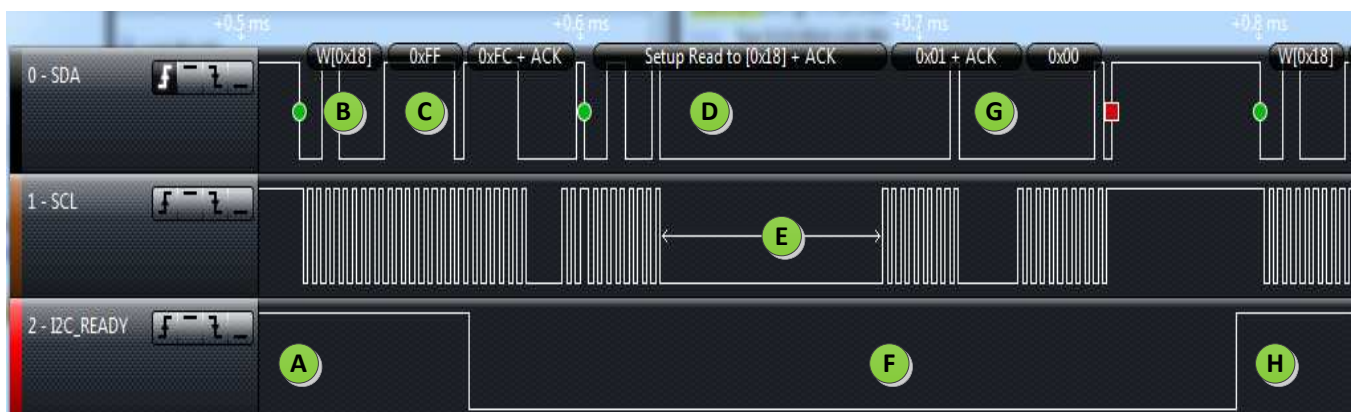 +0.5 ms +0.6 ms +0.7 ms +0.8 ms
W[0x18] 0xFF 0xFC + ACK Setup Read to [0x18] + ACK 0x01 + ACK 0x00 W[0x18]
0 - SDA
B C D G
1 - SCL
E
2 - I2C_READY
A F H